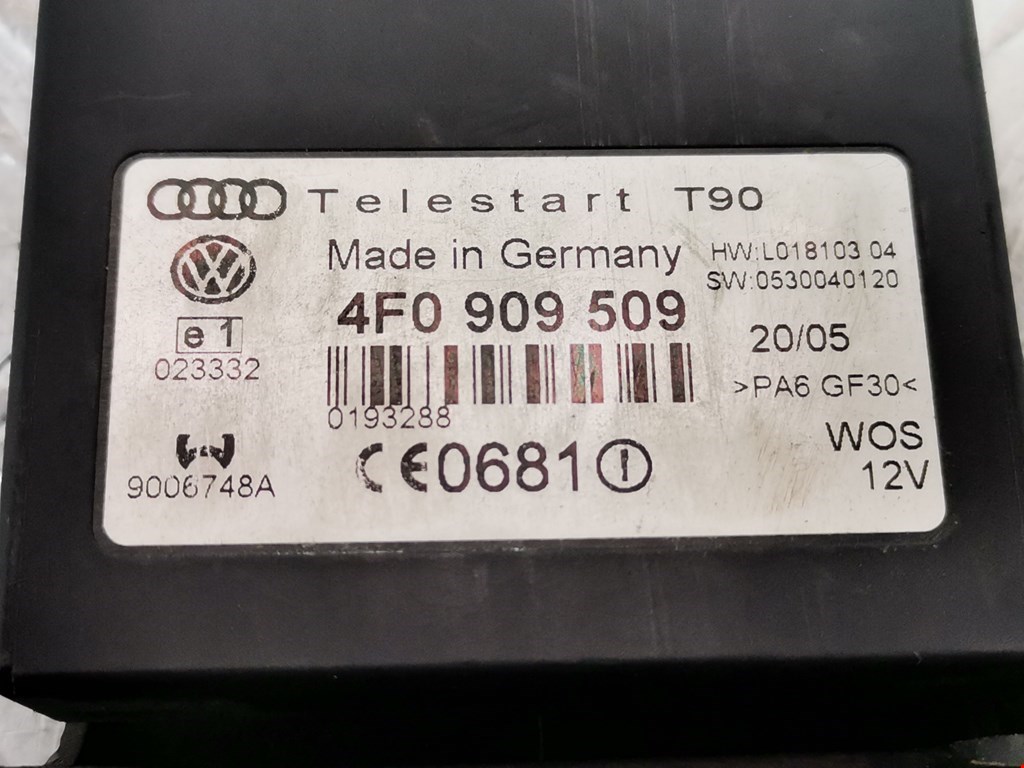 Telestart T90
Made in Germany
HW:L018103 04
SW:0530040120
4F0 909 509
e 1
023332
20/05
>PA6 GF30<
0193288
WOS
12V
CE0681
9006748A